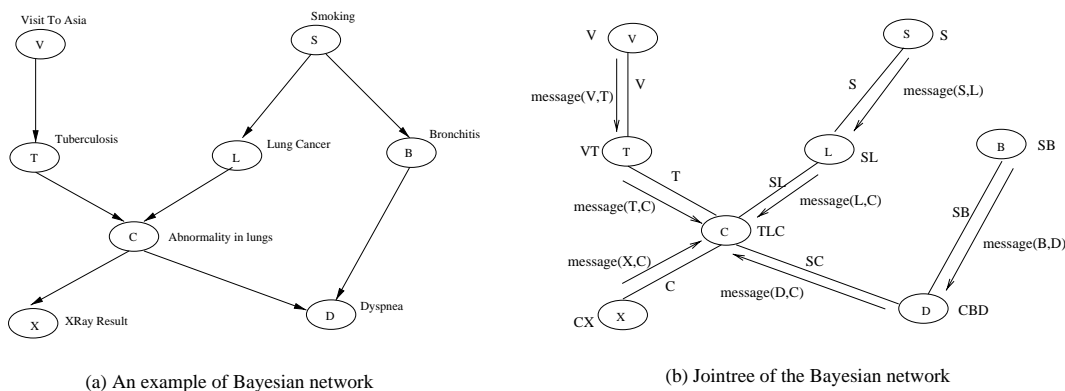 Visit To Asia
V
Smoking
S
Tuberculosis
T
Lung Cancer
L
Bronchitis
B
C
Abnormality in lungs
XRay Result
X
Dyspnea
D
(a) An example of Bayesian network
V
V
V
message(V,T)
VT
T
T
message(T,C)
S
S
S
message(S,L)
L
SL
SL
message(L,C)
B
SB
SB
message(B,D)
C
TLC
message(X,C)
C
CX
X
SC
message(D,C)
D
CBD
(b) Jointree of the Bayesian network